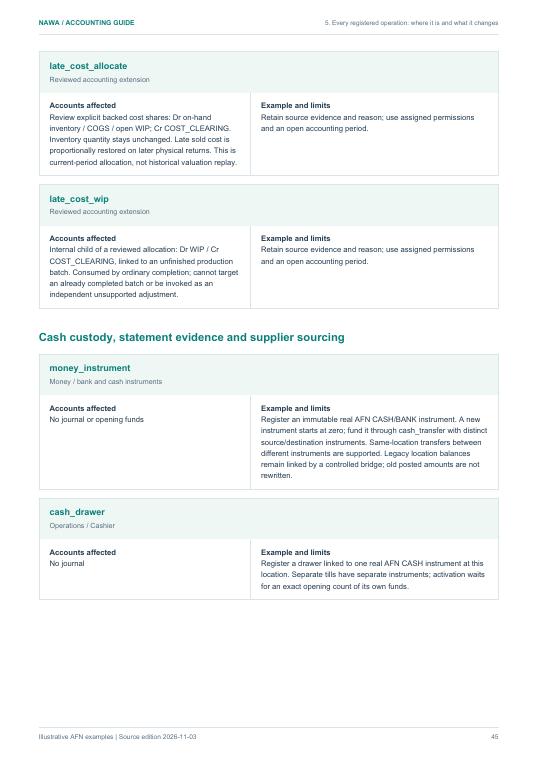 NAWA / ACCOUNTING GUIDE
5. Every registered operation: where it is and what it changes
late_cost_allocate
Reviewed accounting extension
Accounts affected
Review explicit backed cost shares: Dr on-hand
inventory / COGS / open WIP; Cr COST_CLEARING.
Inventory quantity stays unchanged. Late sold cost is
proportionally restored on later physical returns. This is
current-period allocation, not historical valuation replay.
Example and limits
Retain source evidence and reason; use assigned permissions
and an open accounting period.
late_cost_wip
Reviewed accounting extension
Accounts affected
Internal child of a reviewed allocation: Dr WIP / Cr
COST_CLEARING, linked to an unfinished production
batch. Consumed by ordinary completion; cannot target
an already completed batch or be invoked as an
independent unsupported adjustment.
Example and limits
Retain source evidence and reason; use assigned permissions
and an open accounting period.
Cash custody, statement evidence and supplier sourcing
money_instrument
Money / bank and cash instruments
Accounts affected
No journal or opening funds
Example and limits
Register an immutable real AFN CASH/BANK instrument. A new
instrument starts at zero; fund it through cash_transfer with distinct
source/destination instruments. Same-location transfers between
different instruments are supported. Legacy location balances
remain linked by a controlled bridge; old posted amounts are not
rewritten.
cash_drawer
Operations / Cashier
Accounts affected
No journal
Example and limits
Register a drawer linked to one real AFN CASH instrument at this
location. Separate tills have separate instruments; activation waits
for an exact opening count of its own funds.
Illustrative AFN examples | Source edition 2026-11-03
45